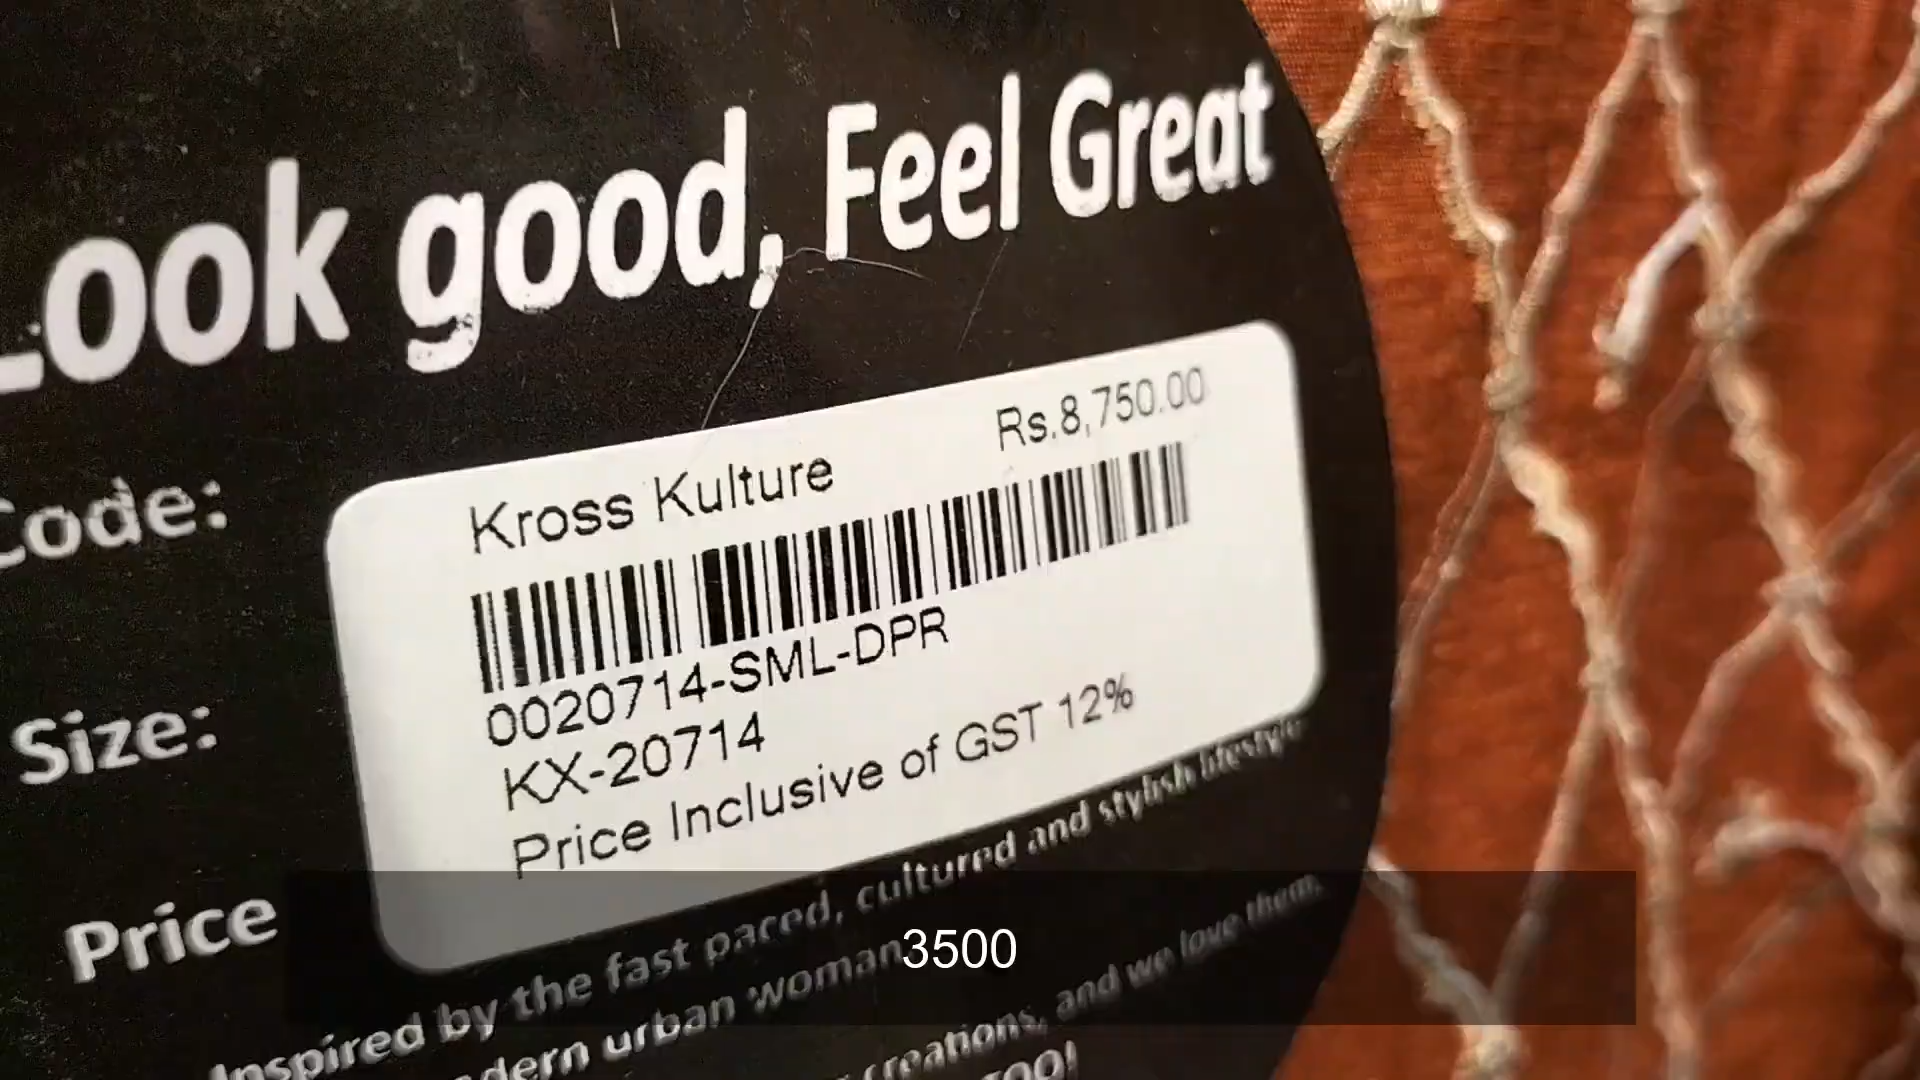 Look good, Feel Great
Code:
Kross Kulture
Rs.8,750.00
0020714-SML-DPR
KX-20714
Price Inclusive of GST 12%
Size:
Price
Inspired by the fast paced, cultured and stylish lifestyle
urban woman
creations, and we love them,
TOO!
3500